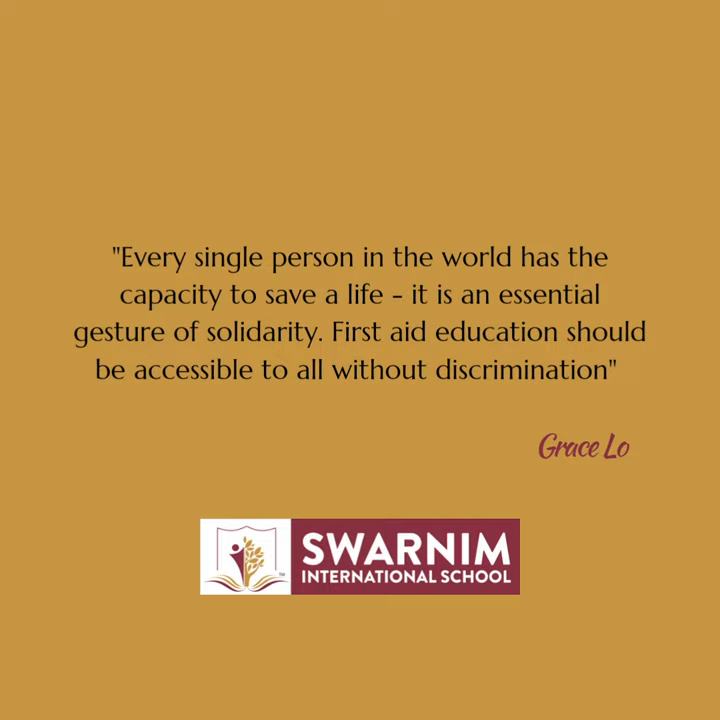 "Every single person in the world has the
capacity to save a life - it is an essential
gesture of solidarity. First aid education should
be accessible to all without discrimination"
Grace Lo
SWARNIM
INTERNATIONAL SCHOOL